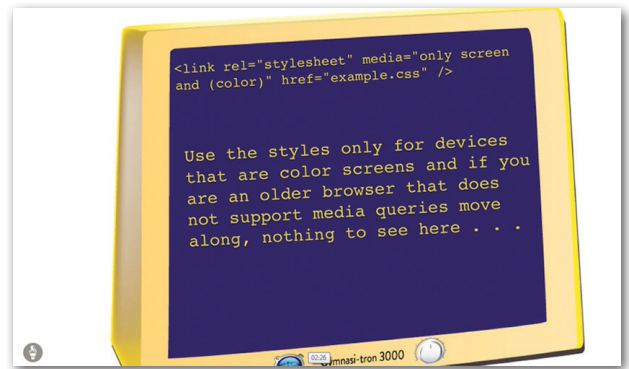 <link rel="stylesheet" media="only screen
and (color)" href="example.css" />
Use the styles only for devices
that are color screens and if you
are an older browser that does
not support media queries move
along, nothing to see here . . .
02:26
mnasi-tron 3000